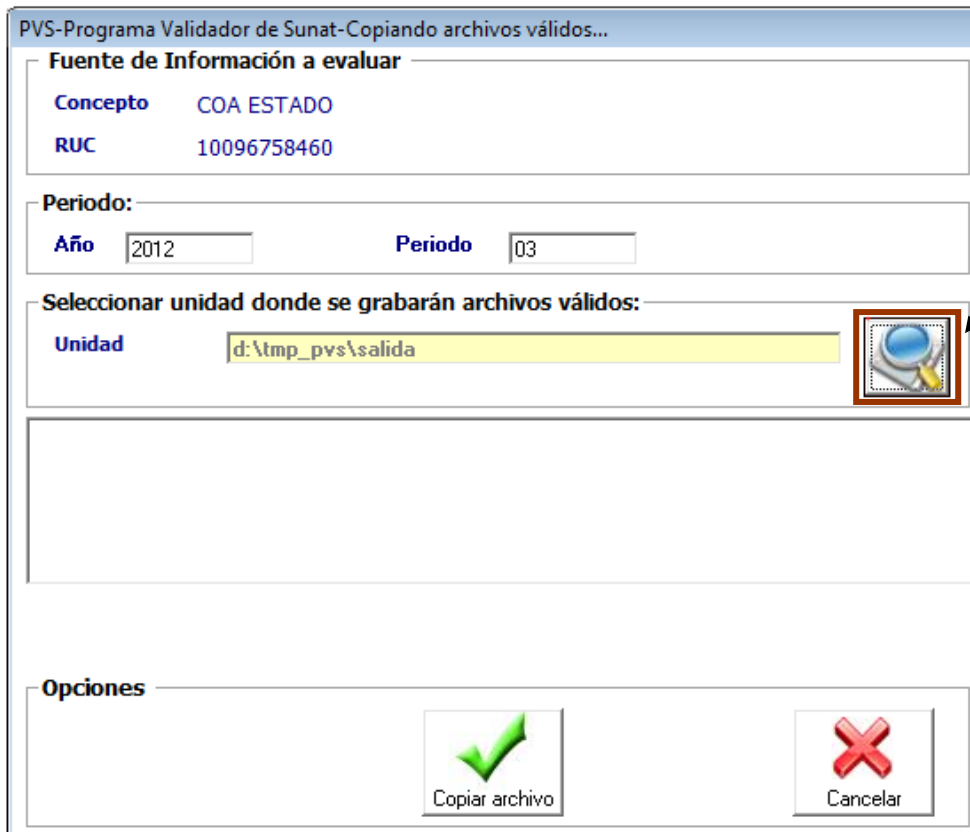 PVS-Programa Validador de Sunat-Copiando archivos válidos...
Fuente de Información a evaluar
Concepto COA ESTADO
RUC 10096758460
Periodo:
Año 2012 Periodo 03
Seleccionar unidad donde se grabarán archivos válidos:
Unidad d:\tmp_pvs\salida
Opciones
Copiar archivo Cancelar